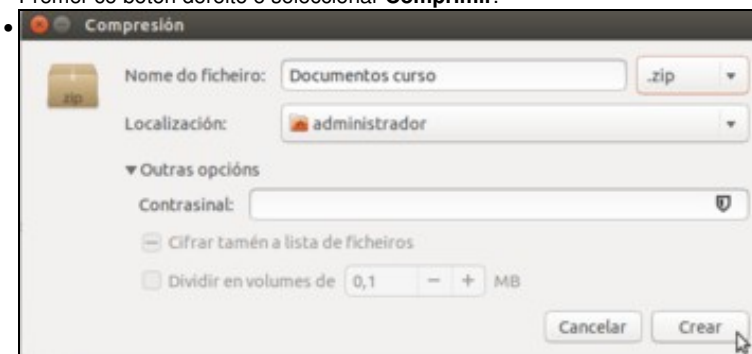 Premer co botón dereito e seleccionar Comprimir.
Compresión
zip
Nome do ficheiro: Documentos curso .zip
Localización: administrador
Outras opcións
Contrasinal:
Cifrar tamén a lista de ficheiros
Dividir en volumes de 0,1 - + MB
Cancelar Crear